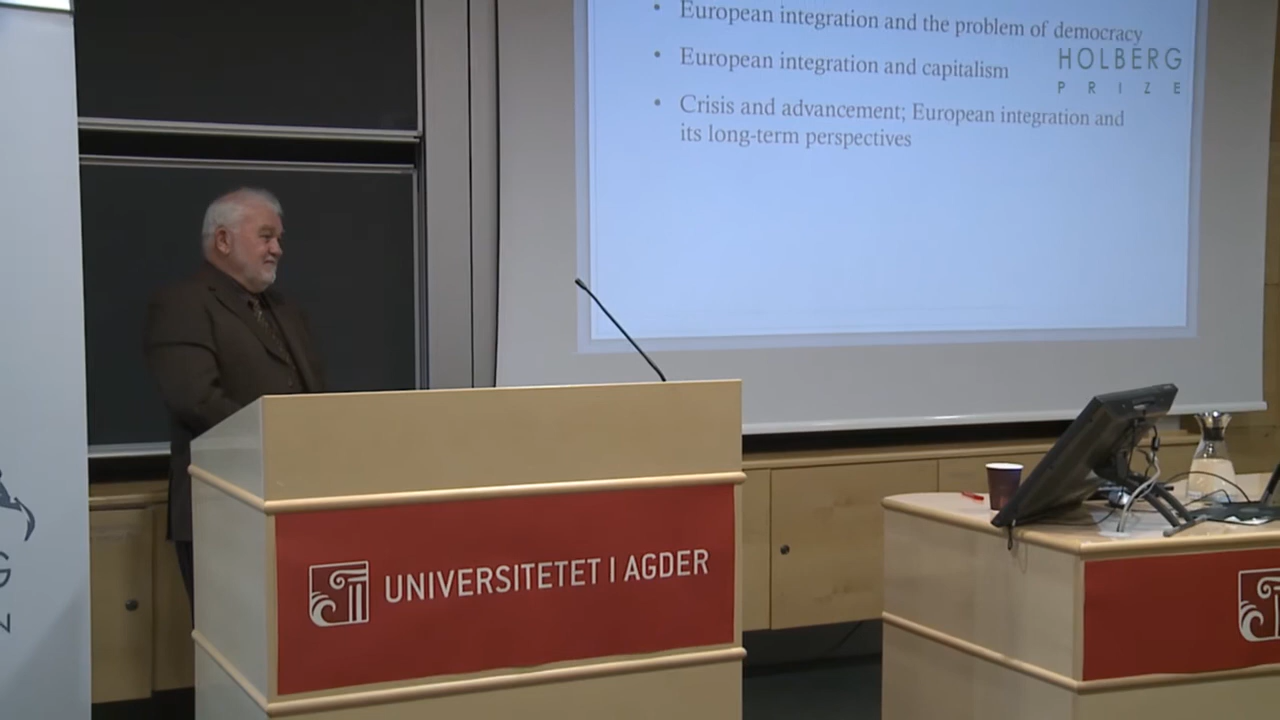 • European integration and the problem of democracy
HOLBERG
PRIZE
• European integration and capitalism
• Crisis and advancement; European integration and
its long-term perspectives
UNIVERSITETET I AGDER
G
N